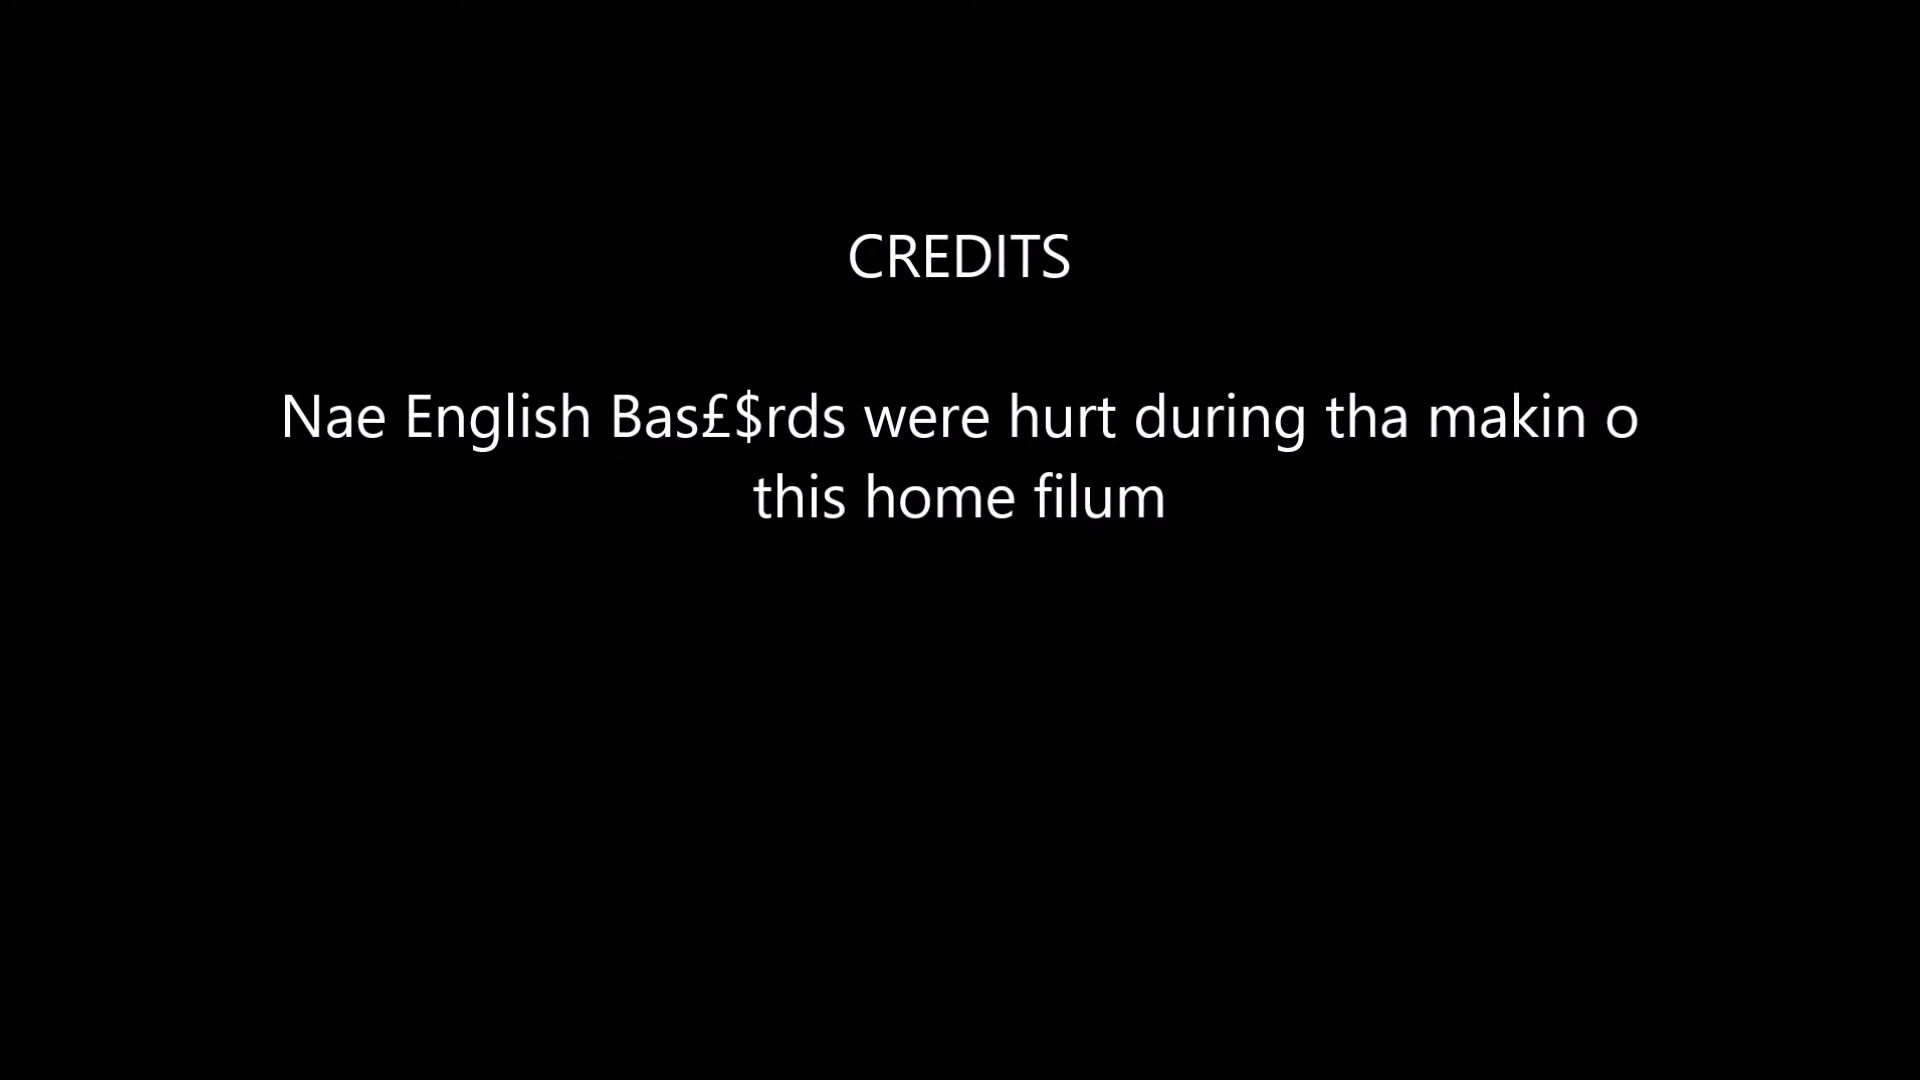 CREDITS
Nae English Bas£$rds were hurt during tha makin o
this home filum